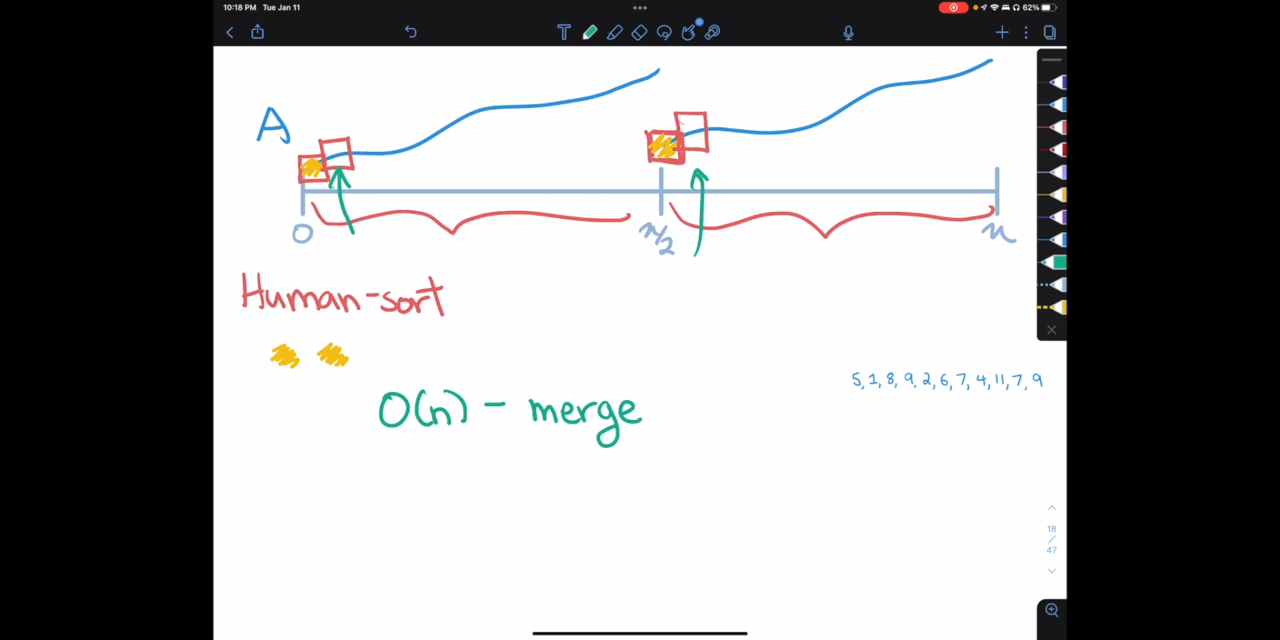 10:18 PM Tue Jan 11
62%
A
0
n/2
n
Human-sort
5, 1, 8, 9, 2, 6, 7, 4, 11, 7, 9
O(n) - merge
18
/
47